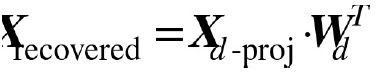 X_recovered = X_d-proj · W_d^T